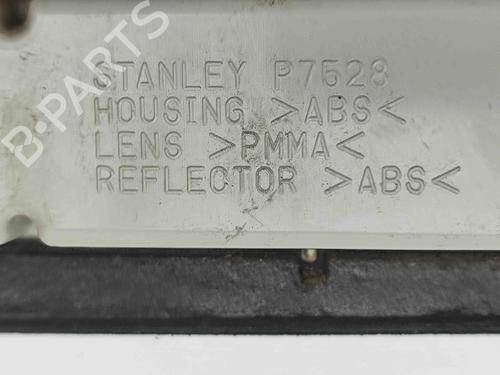 B-PARTS
STANLEY P7528
HOUSING >ABS<
LENS >PMMA<
REFLECTOR >ABS<